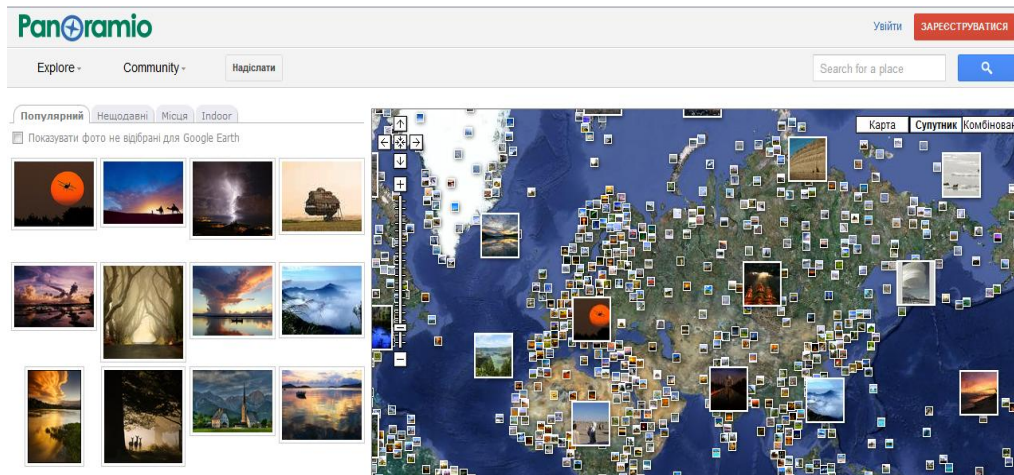 Panoramio
Увійти
ЗАРЕЄСТРУВАТИСЯ
Explore
Community
Надіслати
Search for a place
Популярний
Нещодавні
Місця
Indoor
Показувати фото не відібрані для Google Earth
Карта
Супутник
Комбінован